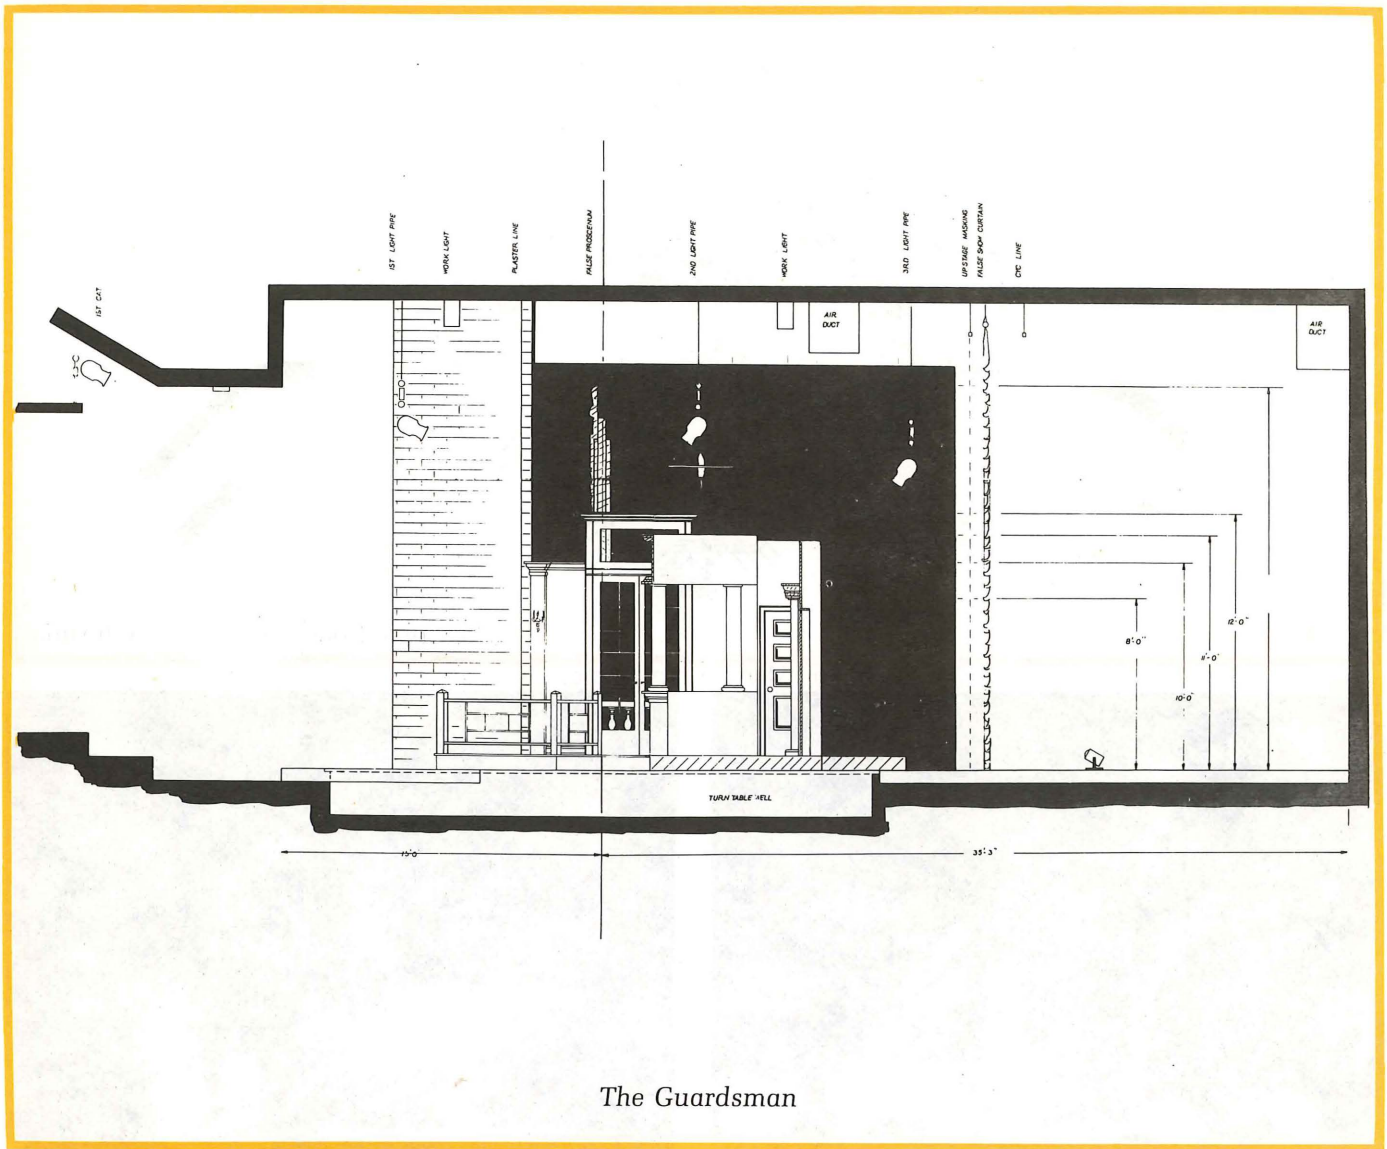 1ST CAT
1ST LIGHT PIPE
WORK LIGHT
PLASTER LINE
FALSE PROSCENIUM
2ND LIGHT PIPE
WORK LIGHT
3RD LIGHT PIPE
UPSTAGE MASKING
FALSE SHOW CURTAIN
CYC LINE
AIR
DUCT
AIR
DUCT
8'-0"
10'-0"
11'-0"
12'-0"
TURN TABLE WELL
15'-0"
35'-3"
The Guardsman